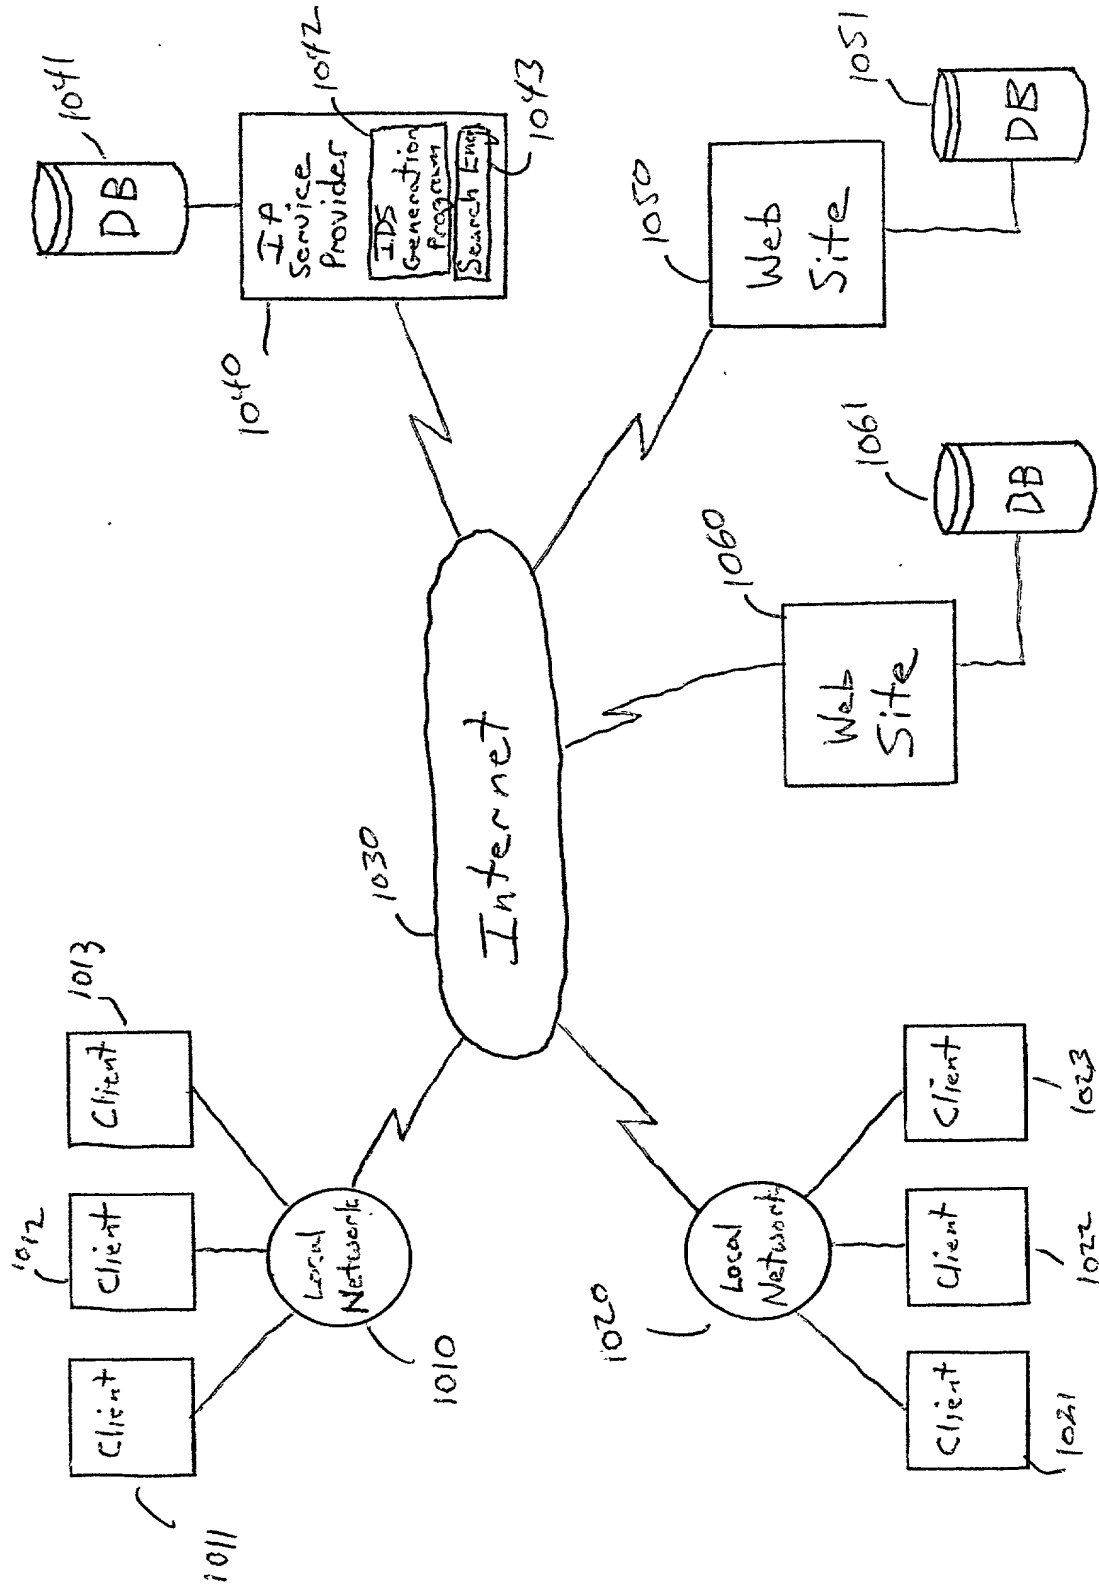 1011
Client
1012
Client
1013
Client
Local
Network
1010
1030
Internet
1020
Local
Network
Client
1021
Client
1022
Client
1023
1041
DB
1040
IP
Service
Provider
IDS
Generation
Program
1042
Search Eng
1043
1050
Web
Site
1051
DB
1060
Web
Site
1061
DB